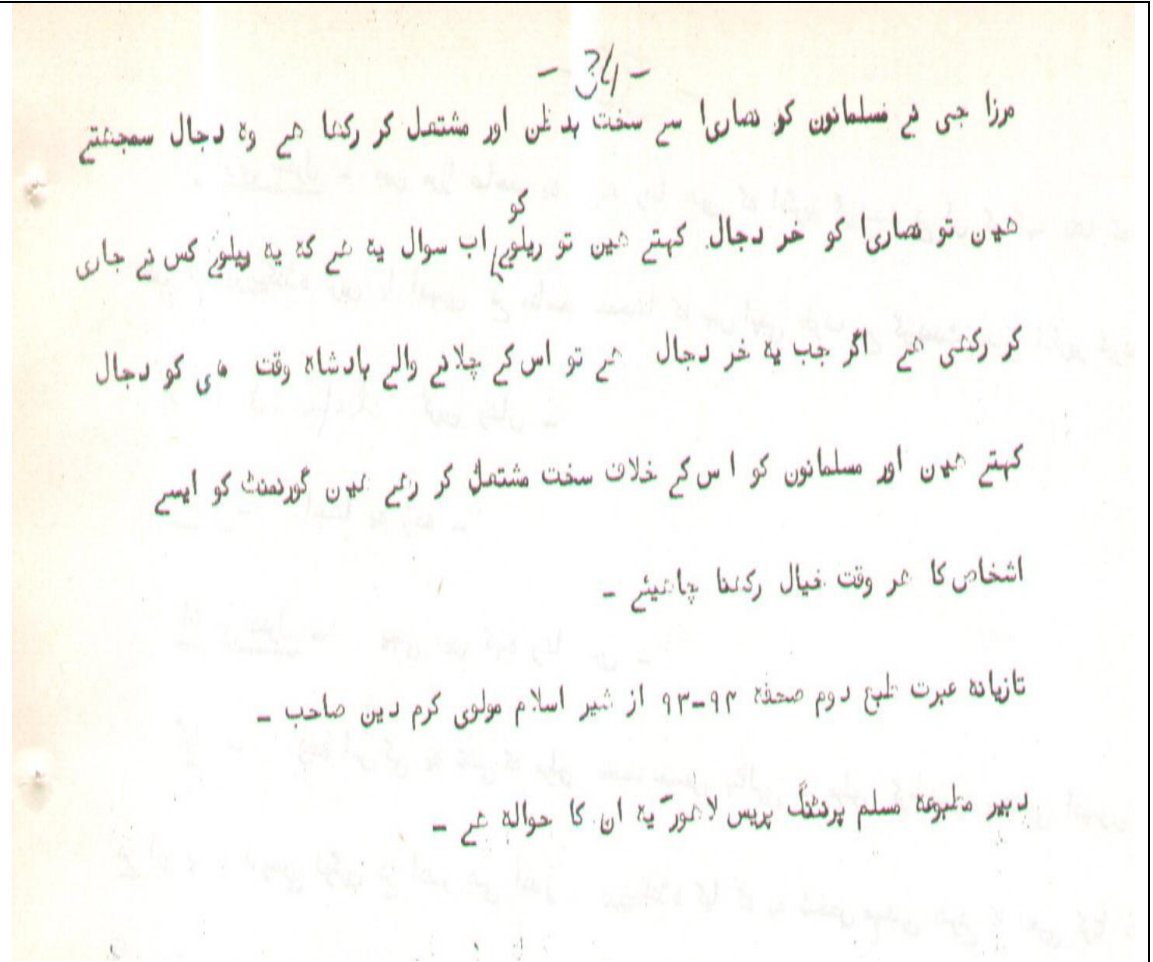 - 34 -
مرزا جی نے مسلمانوں کو نصاریٰ سے سخت بد ظن اور مشتعل کر رکھا ہے وہ دجال سمجھتے
ہیں تو نصاریٰ کو خر دجال کہتے ہیں تو ریلوے کو اب سوال یہ ہے کہ یہ ریلوے کس نے جاری
کر رکھی ہے اگر جب یہ خر دجال ہے تو اس کے چلانے والے بادشاہ وقت ہی کو دجال
کہتے ہیں اور مسلمانوں کو اس کے خلاف سخت مشتعل کر رہے ہیں گورنمنٹ کو ایسے
اشخاص کا ہر وقت خیال رکھنا چاہیئے -
تازیانہ عبرت طبع دوم صفحہ ۹۴-۹۳ از شیر اسلام مولوی کرم دین صاحب -
دبیر مطبوعہ مسلم پرنٹنگ پریس لاہور" یہ ان کا حوالہ ہے -